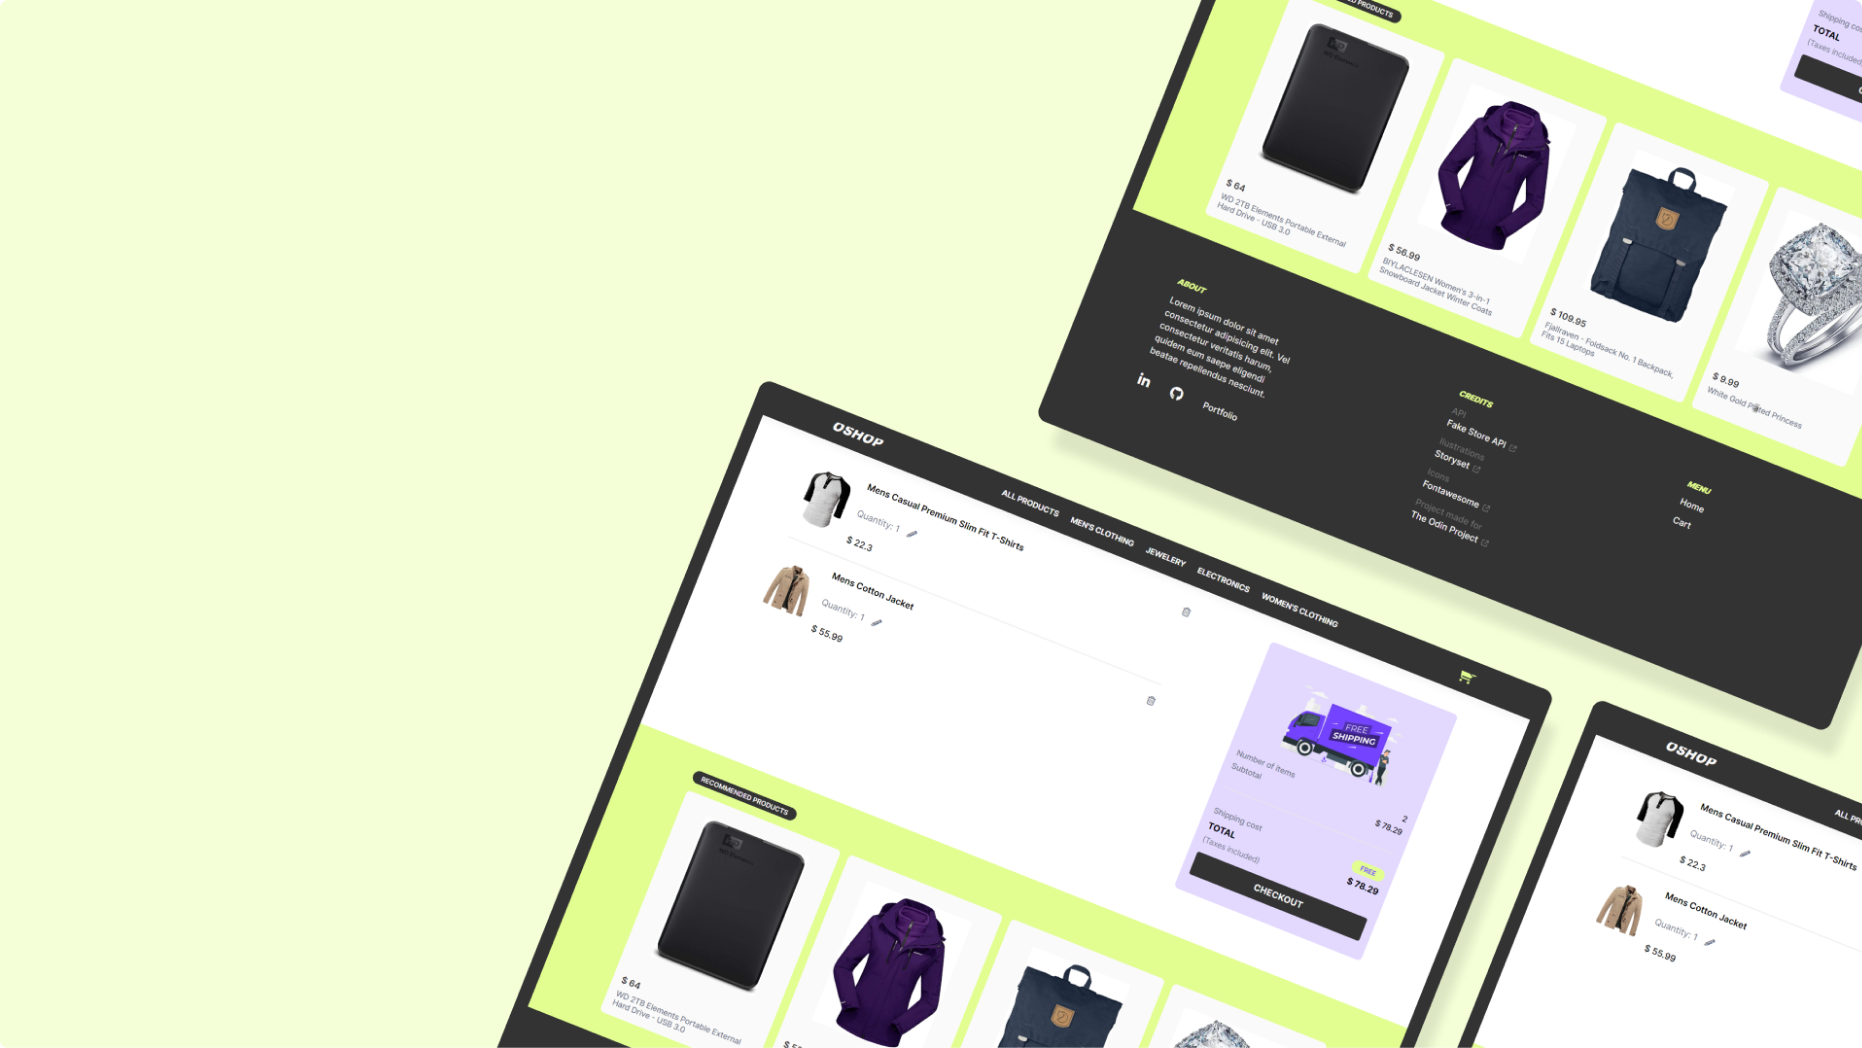 RECOMMENDED PRODUCTS
WD Elements
$ 64
WD 2TB Elements Portable External
Hard Drive - USB 3.0
$ 56.99
BIYLACLESEN Women's 3-in-1
Snowboard Jacket Winter Coats
$ 109.95
Fjallraven - Foldsack No. 1 Backpack,
Fits 15 Laptops
$ 9.99
White Gold Plated Princess
Shipping
TOTAL
(Taxes included)
ABOUT
Lorem ipsum dolor sit amet
consectetur adipisicing elit. Vel
consectetur veritatis harum,
quidem eum saepe eligendi
beatae repellendus nesciunt.
in
Portfolio
CREDITS
API
Fake Store API
Illustrations
Storyset
Icons
Fontawesome
Project made for
The Odin Project
MENU
Home
Cart
OSHOP
ALL PRODUCTS
MEN'S CLOTHING
JEWELERY
ELECTRONICS
WOMEN'S CLOTHING
Mens Casual Premium Slim Fit T-Shirts
Quantity: 1
$ 22.3
Mens Cotton Jacket
Quantity: 1
$ 55.99
FREE
SHIPPING
Number of items
2
Subtotal
$ 78.29
Shipping cost
FREE
TOTAL
$ 78.29
(Taxes included)
CHECKOUT
RECOMMENDED PRODUCTS
$ 64
WD 2TB Elements Portable External
Hard Drive - USB 3.0
OSHOP
Mens Casual Premium Slim Fit T-Shirts
Quantity: 1
$ 22.3
Mens Cotton Jacket
Quantity: 1
$ 55.99